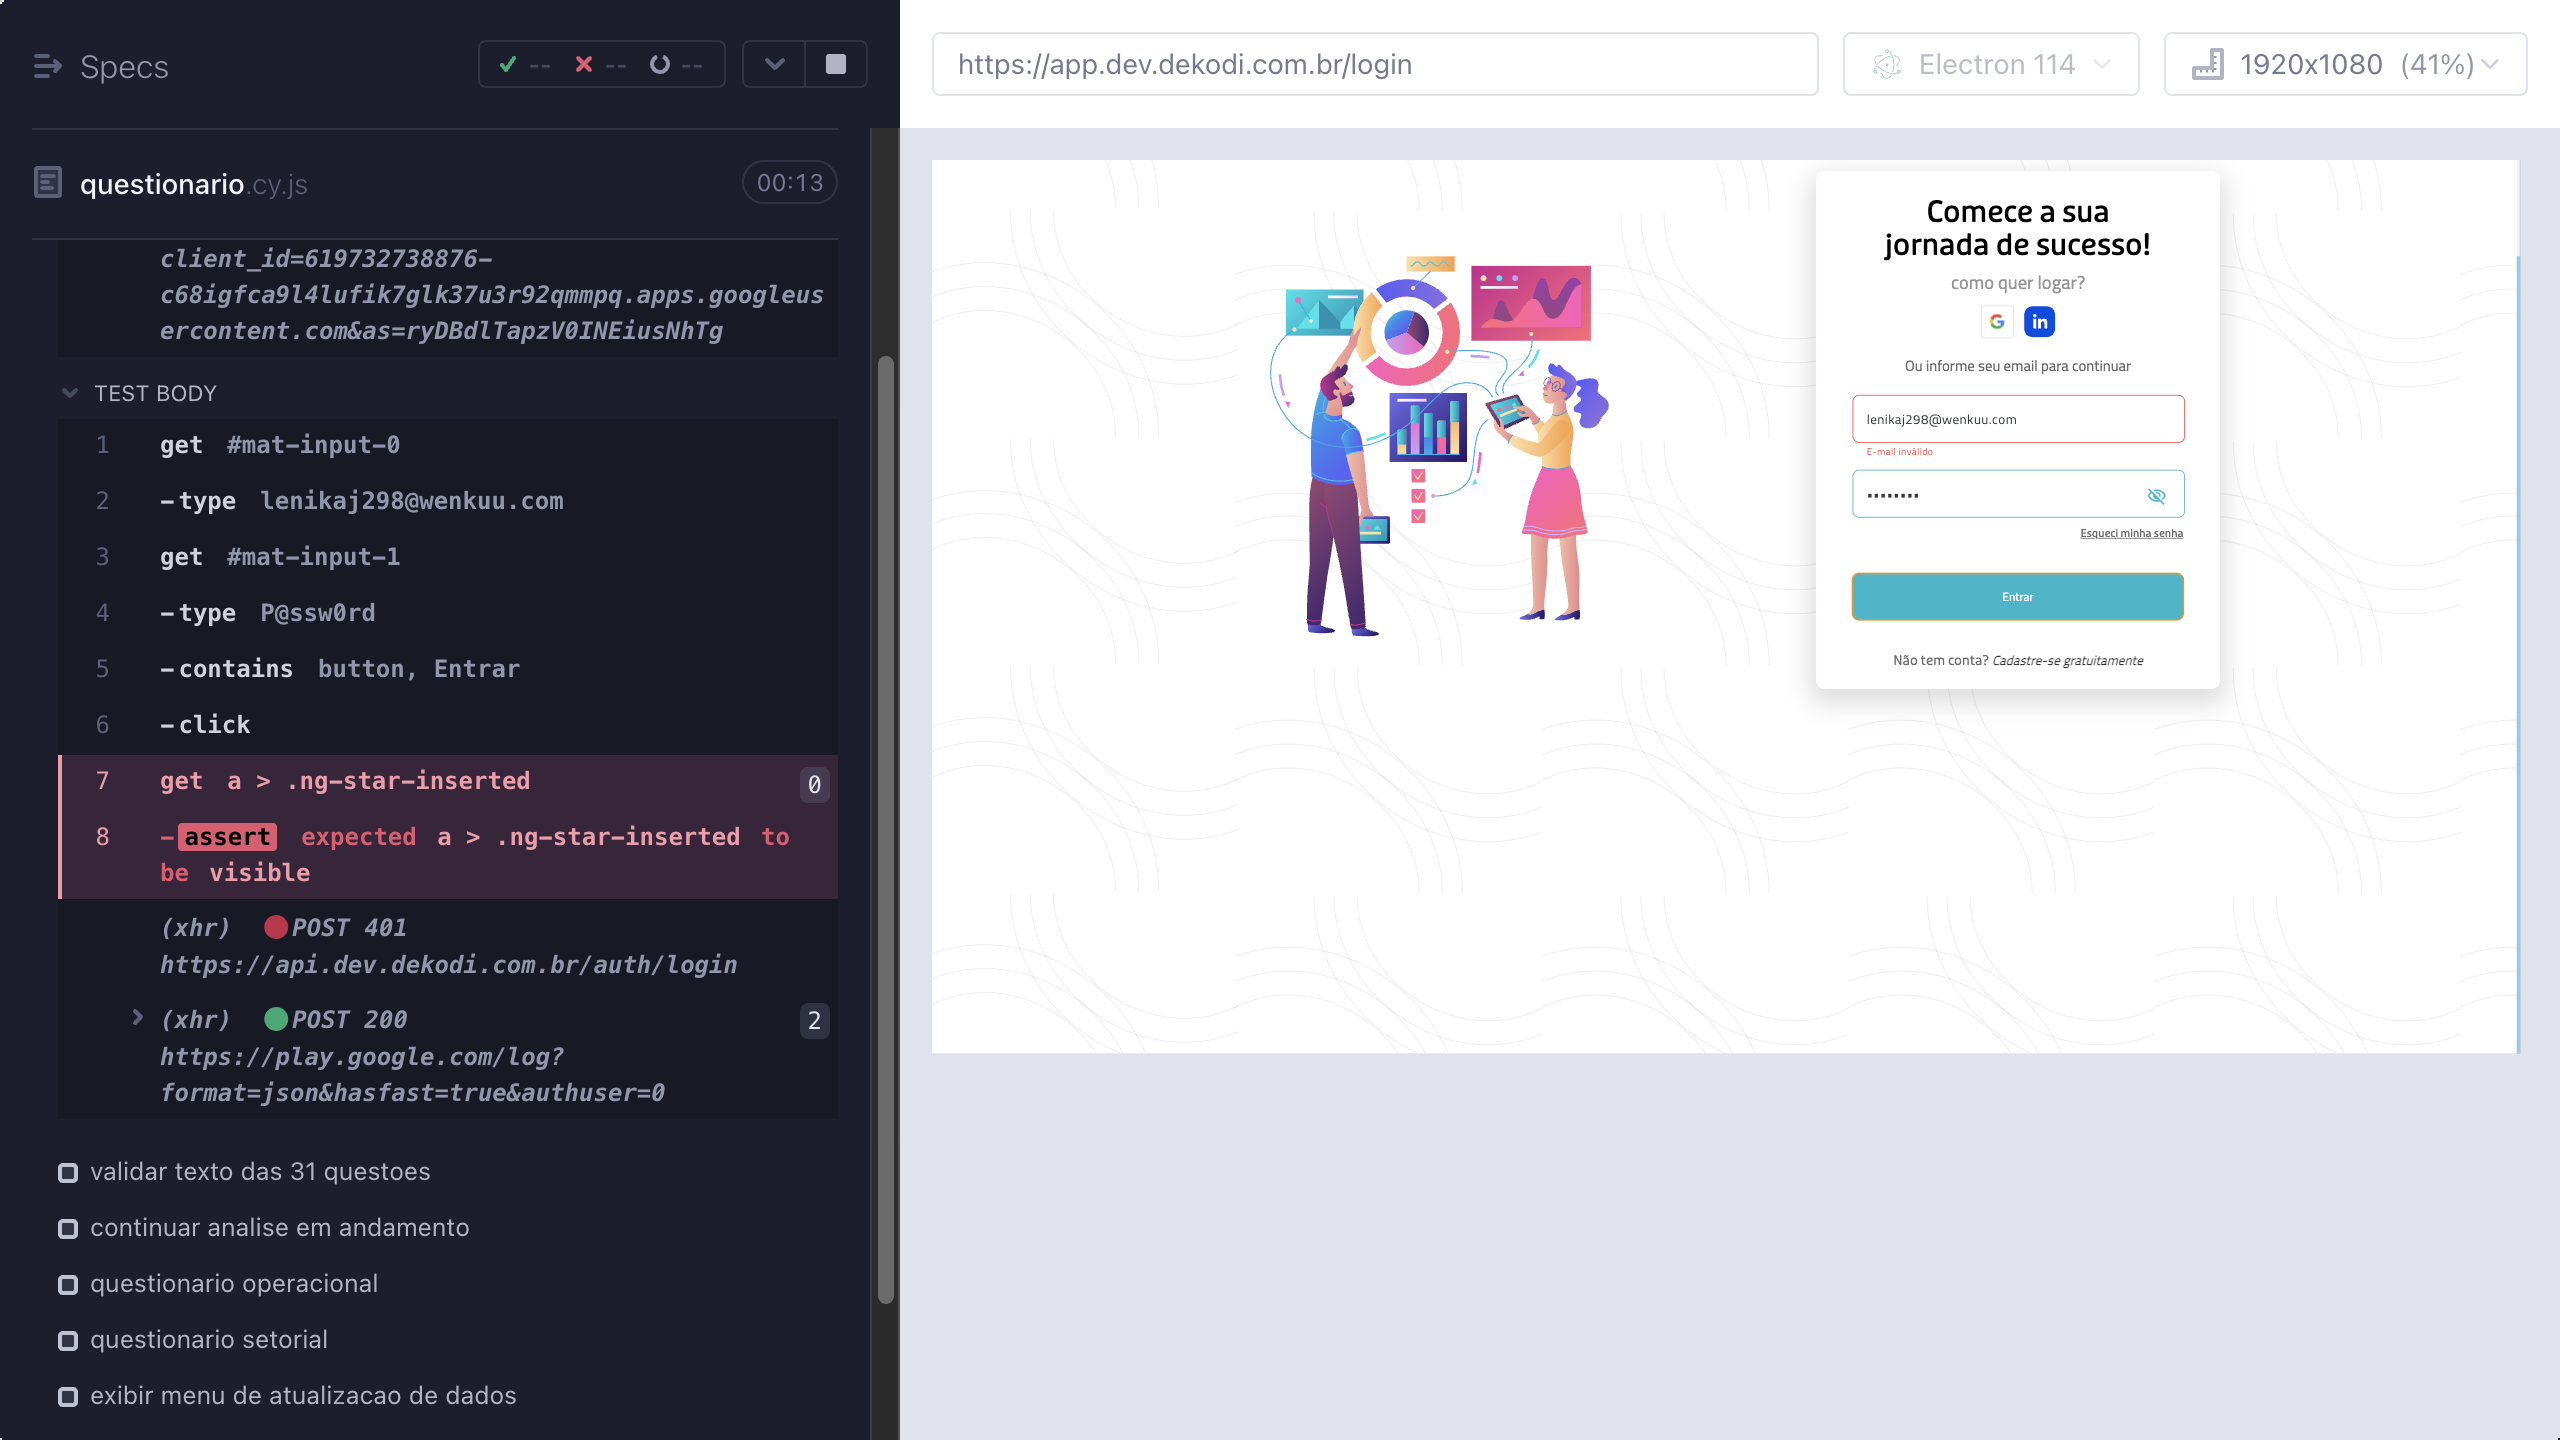 Specs
-- -- --
questionario.cy.js
00:13
client_id=619732738876-
c68igfca9l4lufik7glk37u3r92qmmpq.apps.googleus
ercontent.com&as=ryDBdlTapzV0INEiusNhTg
TEST BODY
1 get #mat-input-0
2 -type lenikaj298@wenkuu.com
3 get #mat-input-1
4 -type P@ssw0rd
5 -contains button, Entrar
6 -click
7 get a > .ng-star-inserted 0
8 -assert expected a > .ng-star-inserted to
be visible
(xhr) POST 401
https://api.dev.dekodi.com.br/auth/login
(xhr) POST 200 2
https://play.google.com/log?
format=json&hasfast=true&authuser=0
validar texto das 31 questoes
continuar analise em andamento
questionario operacional
questionario setorial
exibir menu de atualizacao de dados
https://app.dev.dekodi.com.br/login
Electron 114
1920x1080 (41%)
Comece a sua
jornada de sucesso!
como quer logar?
G in
Ou informe seu email para continuar
lenikaj298@wenkuu.com
E-mail inválido
••••••••
Esqueci minha senha
Entrar
Não tem conta? Cadastre-se gratuitamente